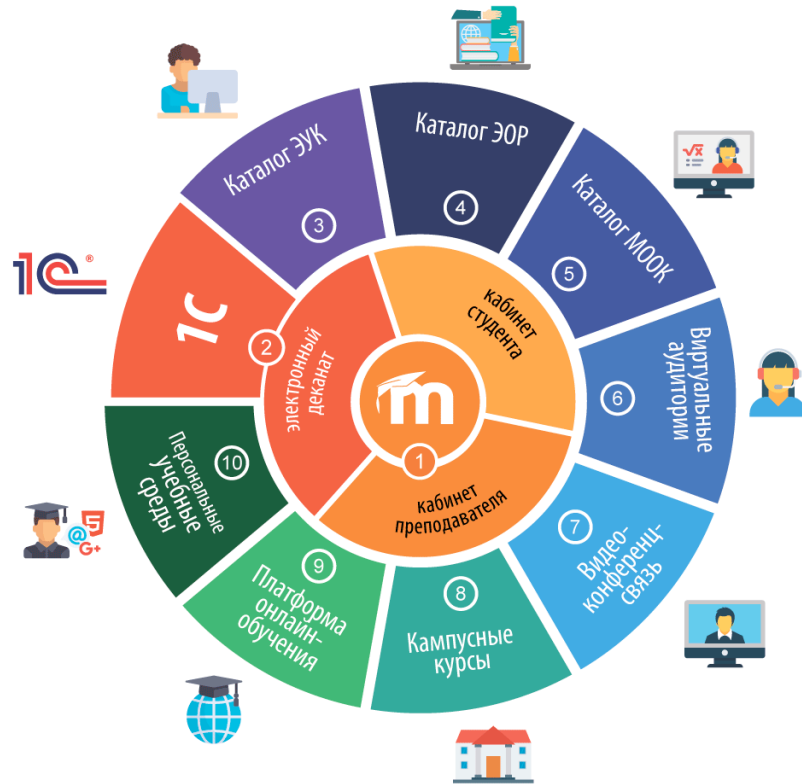 Каталог ЭУК
3
Каталог ЭОР
4
Каталог МООК
5
Виртуальные
аудитории
6
7
Видео-
конференц-
связь
8
Кампусные
курсы
9
Платформа
онлайн-
обучения
10
Персональные
учебные
среды
1С
2
1С
®
электронный
деканат
кабинет
студента
m
1
кабинет
преподавателя
√x
5
@
G+